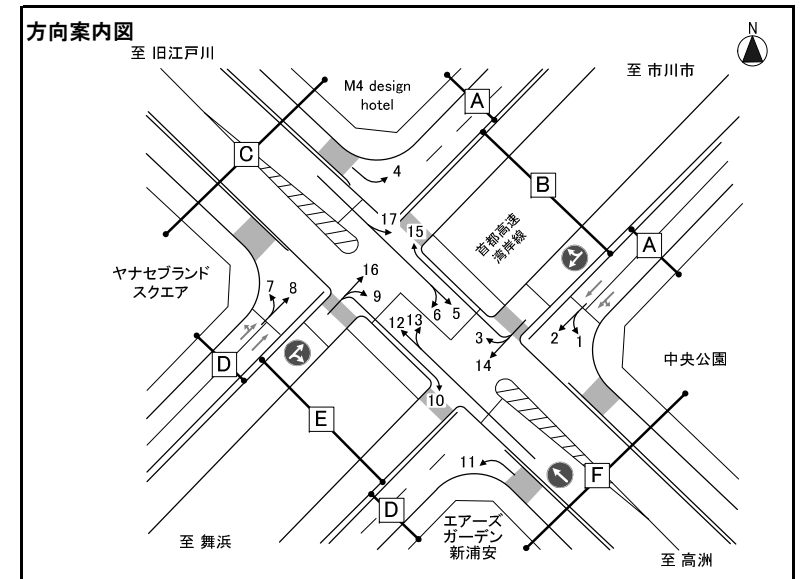 方向案内図
至 旧江戸川
N
至 市川市
M4 design
hotel
A
C
B
4
17
15
首都高速
湾岸線
A
ヤナセブランド
スクエア
16
7
8
9
6
5
12
13
3
2
1
14
中央公園
D
E
10
11
F
D
エアーズ
ガーデン
新浦安
至 舞浜
至 高洲